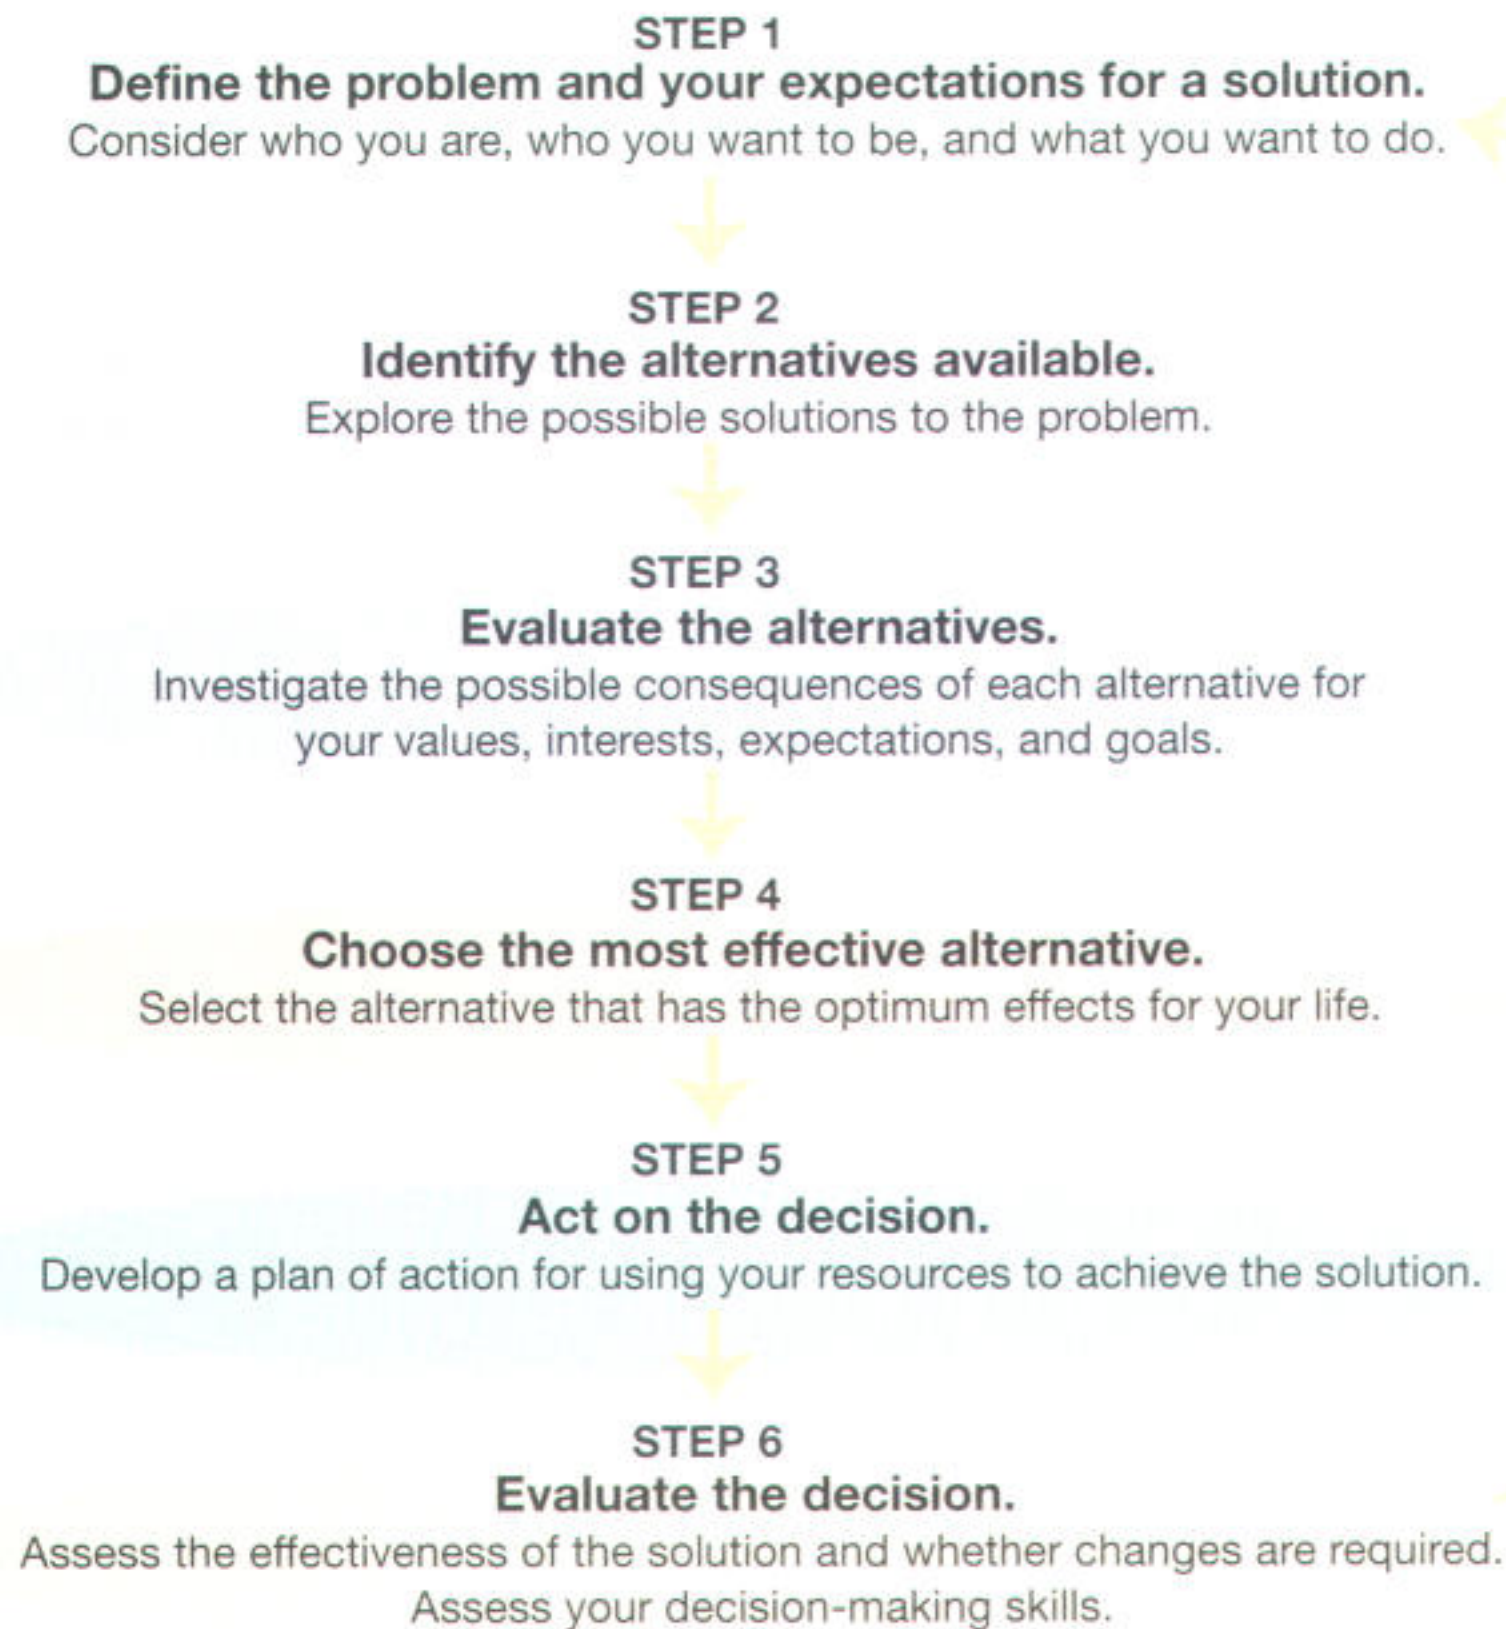 STEP 1
Define the problem and your expectations for a solution.
Consider who you are, who you want to be, and what you want to do.
STEP 2
Identify the alternatives available.
Explore the possible solutions to the problem.
STEP 3
Evaluate the alternatives.
Investigate the possible consequences of each alternative for
your values, interests, expectations, and goals.
STEP 4
Choose the most effective alternative.
Select the alternative that has the optimum effects for your life.
STEP 5
Act on the decision.
Develop a plan of action for using your resources to achieve the solution.
STEP 6
Evaluate the decision.
Assess the effectiveness of the solution and whether changes are required.
Assess your decision-making skills.